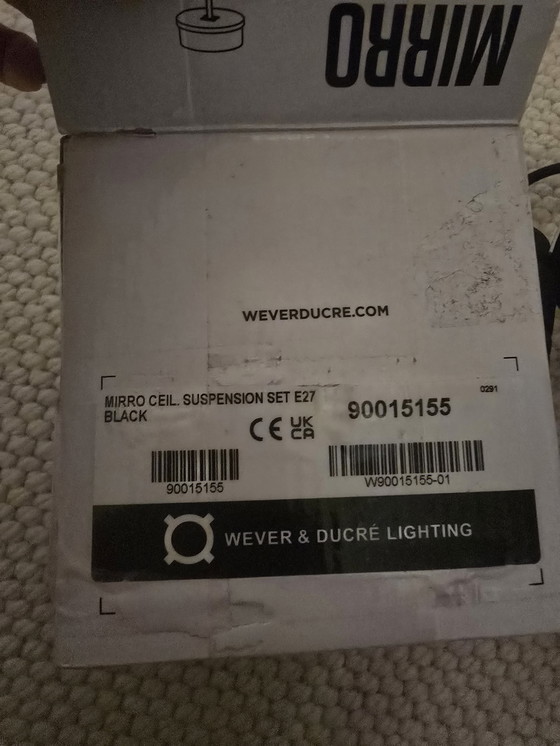 MIRRO
WEVERDUCRE.COM
MIRRO CEIL. SUSPENSION SET E27
BLACK
CE UK
CA
90015155
0291
90015155
W90015155-01
WEVER & DUCRÉ LIGHTING